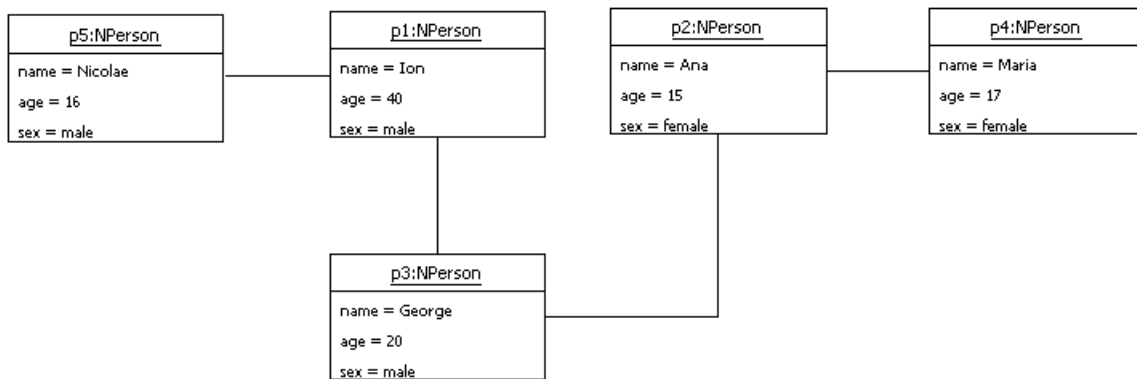 p5:NPerson
name = Nicolae
age = 16
sex = male
p1:NPerson
name = Ion
age = 40
sex = male
p2:NPerson
name = Ana
age = 15
sex = female
p4:NPerson
name = Maria
age = 17
sex = female
p3:NPerson
name = George
age = 20
sex = male